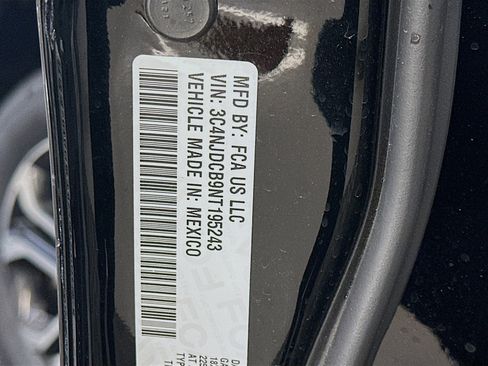 MFD BY: FCA US LLC
VIN: 3C4NJDCB9NT195243
VEHICLE MADE IN: MEXICO